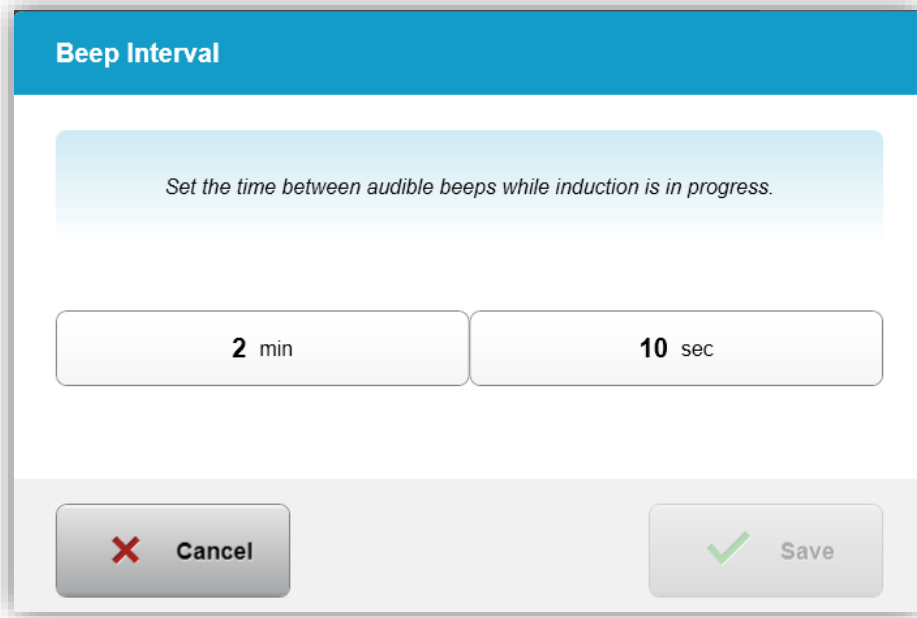 Beep Interval
Set the time between audible beeps while induction is in progress.
2 min 10 sec
Cancel Save